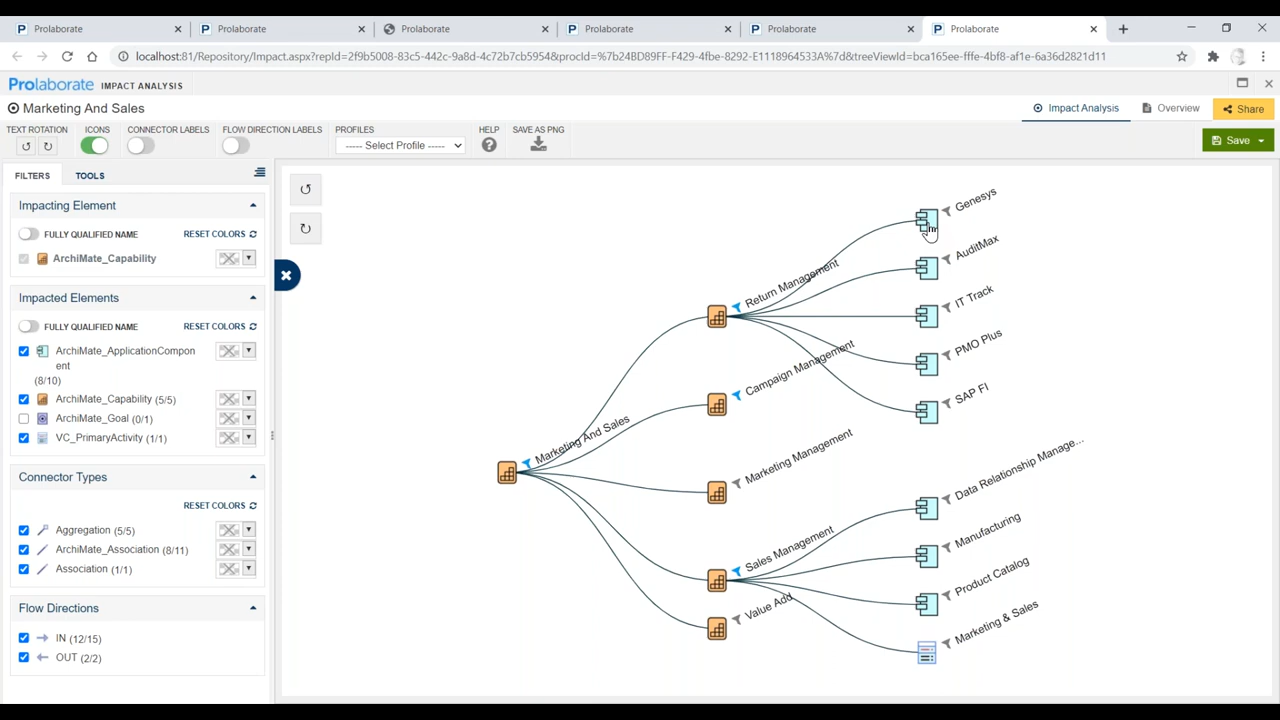 Prolaborate
Prolaborate
Prolaborate
Prolaborate
Prolaborate
Prolaborate
localhost:81/Repository/Impact.aspx?repId=2f9b5008-83c5-442c-9a8d-4c72b7cb5954&procId=%7b24BD89FF-F429-4fbe-8292-E1118964533A%7d&treeViewId=bca165ee-fffe-4bf8-af1e-6a36d2821d11
Prolaborate IMPACT ANALYSIS
Marketing And Sales
Impact Analysis
Overview
Share
TEXT ROTATION
ICONS
CONNECTOR LABELS
FLOW DIRECTION LABELS
PROFILES
HELP
SAVE AS PNG
----- Select Profile -----
Save
FILTERS
TOOLS
Impacting Element
FULLY QUALIFIED NAME
RESET COLORS
ArchiMate_Capability
Impacted Elements
FULLY QUALIFIED NAME
RESET COLORS
ArchiMate_ApplicationCompon
ent
(8/10)
ArchiMate_Capability (5/5)
ArchiMate_Goal (0/1)
VC_PrimaryActivity (1/1)
Connector Types
RESET COLORS
Aggregation (5/5)
ArchiMate_Association (8/11)
Association (1/1)
Flow Directions
IN (12/15)
OUT (2/2)
Marketing And Sales
Return Management
Campaign Management
Marketing Management
Sales Management
Value Add
Genesys
AuditMax
IT Track
PMO Plus
SAP FI
Data Relationship Manage...
Manufacturing
Product Catalog
Marketing & Sales